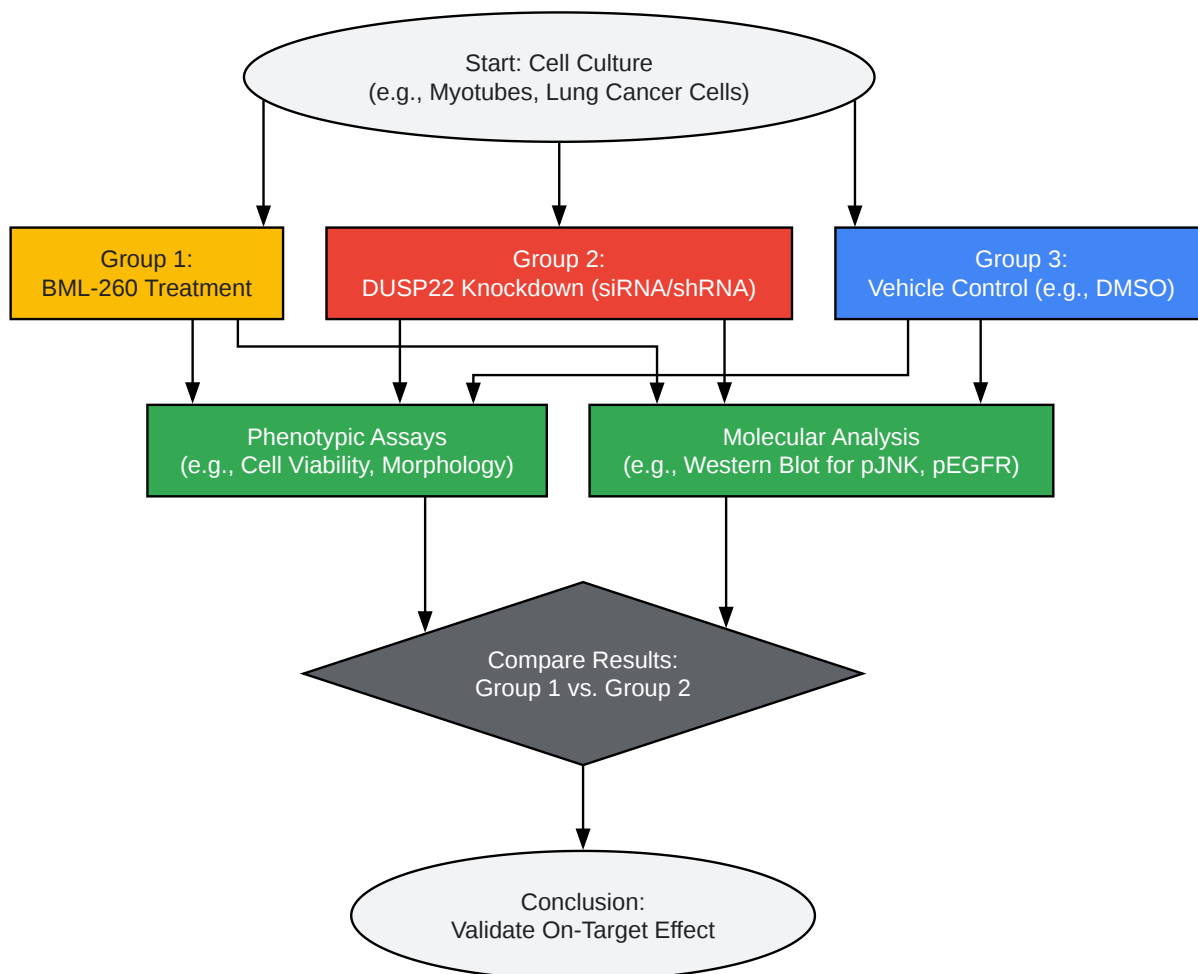 Start: Cell Culture
(e.g., Myotubes, Lung Cancer Cells)
Group 1:
BML-260 Treatment
Group 2:
DUSP22 Knockdown (siRNA/shRNA)
Group 3:
Vehicle Control (e.g., DMSO)
Phenotypic Assays
(e.g., Cell Viability, Morphology)
Molecular Analysis
(e.g., Western Blot for pJNK, pEGFR)
Compare Results:
Group 1 vs. Group 2
Conclusion:
Validate On-Target Effect